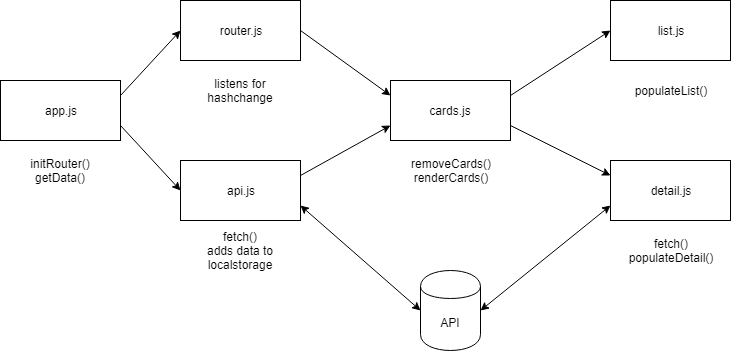 router.js
list.js
listens for
hashchange
populateList()
app.js
cards.js
initRouter()
getData()
removeCards()
renderCards()
api.js
detail.js
fetch()
adds data to
localstorage
fetch()
populateDetail()
API